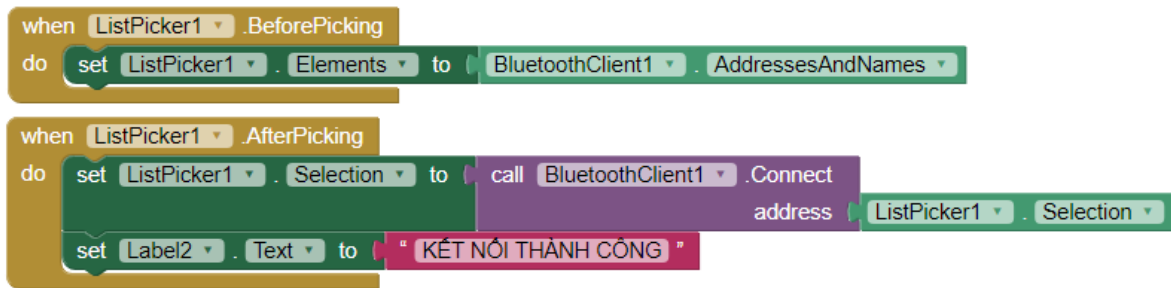 when ListPicker1 .BeforePicking
do set ListPicker1 . Elements to BluetoothClient1 . AddressesAndNames
when ListPicker1 .AfterPicking
do set ListPicker1 . Selection to call BluetoothClient1 .Connect
address ListPicker1 . Selection
set Label2 . Text to “ KẾT NỐI THÀNH CÔNG ”